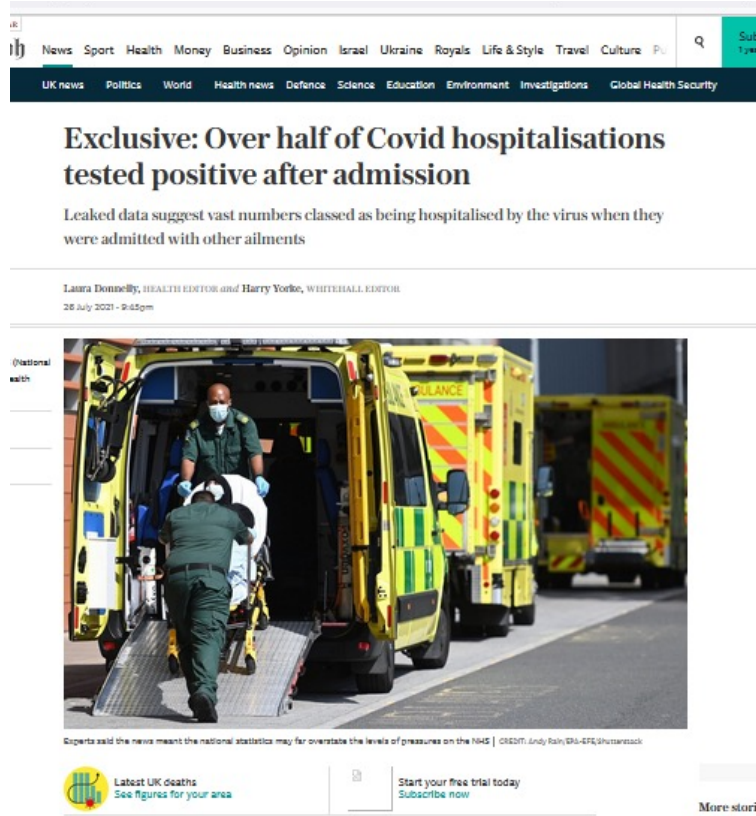 News Sport Health Money Business Opinion Israel Ukraine Royals Life & Style Travel Culture
UK news Politics World Health news Defence Science Education Environment Investigations Global Health Security
Exclusive: Over half of Covid hospitalisations
tested positive after admission
Leaked data suggest vast numbers classed as being hospitalised by the virus when they
were admitted with other ailments
Laura Donnelly, HEALTH EDITOR and Harry Yorke, WHITEHALL EDITOR
26 July 2021 • 9:45pm
(National
Experts said the news meant the national statistics may far overstate the levels of pressures on the NHS | CREDIT: Andy Rain/EPA-EFE/Shutterstock
Latest UK deaths
See figures for your area
Start your free trial today
Subscribe now
More stori